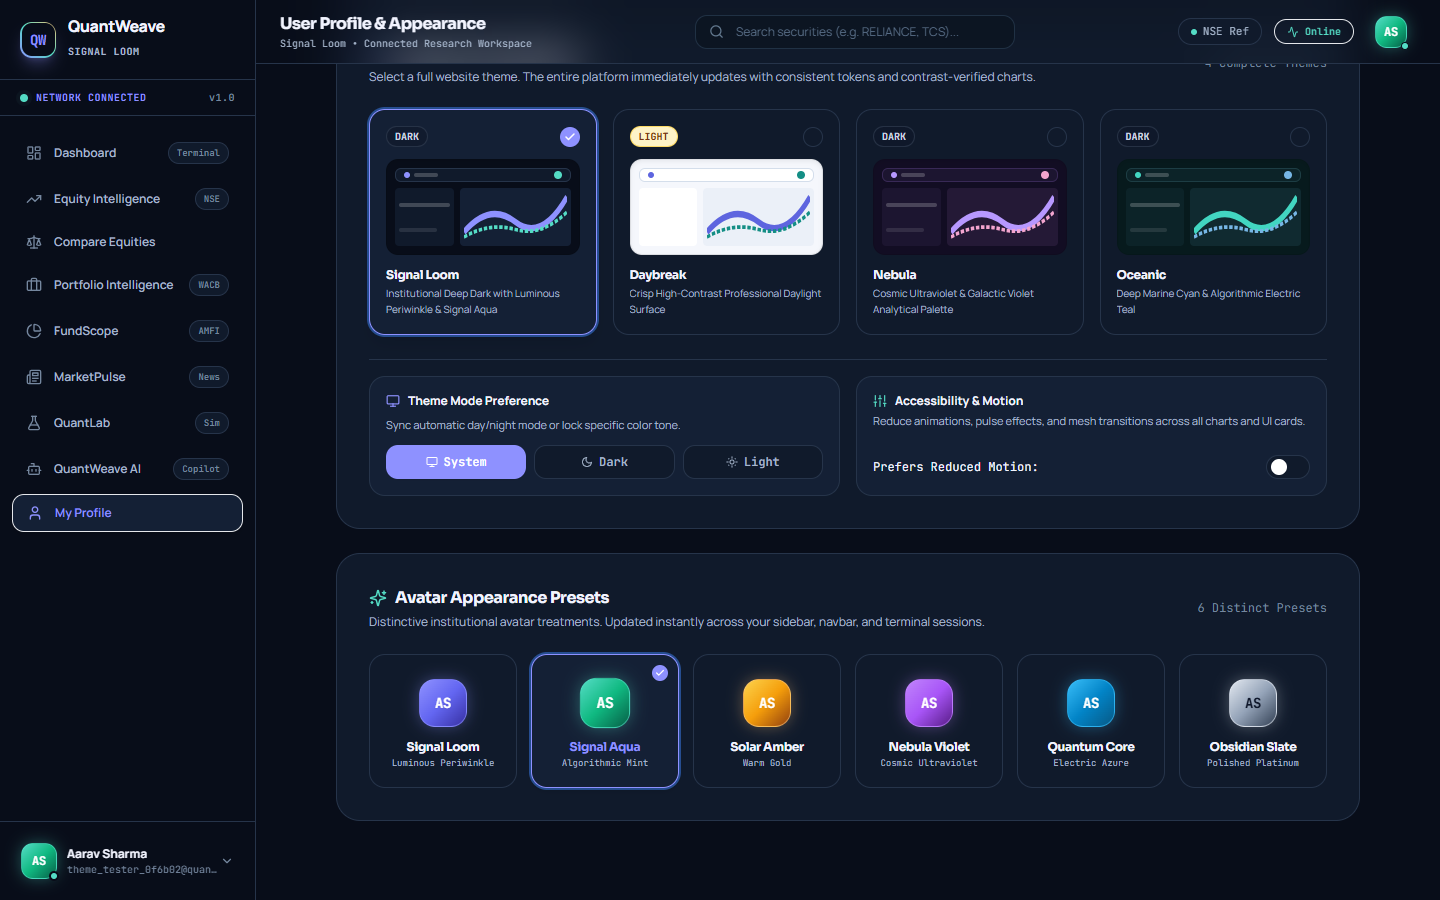 QW
QuantWeave
SIGNAL LOOM
NETWORK CONNECTED
v1.0
Dashboard
Terminal
Equity Intelligence
NSE
Compare Equities
Portfolio Intelligence
WACB
FundScope
AMFI
MarketPulse
News
QuantLab
Sim
QuantWeave AI
Copilot
My Profile
AS
Aarav Sharma
theme_tester_0f6b02@quan…
User Profile & Appearance
Signal Loom • Connected Research Workspace
Search securities (e.g. RELIANCE, TCS)...
NSE Ref
Online
AS
Select a full website theme. The entire platform immediately updates with consistent tokens and contrast-verified charts.
Complete Themes
DARK
Signal Loom
Institutional Deep Dark with Luminous
Periwinkle & Signal Aqua
LIGHT
Daybreak
Crisp High-Contrast Professional Daylight
Surface
DARK
Nebula
Cosmic Ultraviolet & Galactic Violet
Analytical Palette
DARK
Oceanic
Deep Marine Cyan & Algorithmic Electric
Teal
Theme Mode Preference
Sync automatic day/night mode or lock specific color tone.
System
Dark
Light
Accessibility & Motion
Reduce animations, pulse effects, and mesh transitions across all charts and UI cards.
Prefers Reduced Motion:
Avatar Appearance Presets
Distinctive institutional avatar treatments. Updated instantly across your sidebar, navbar, and terminal sessions.
6 Distinct Presets
AS
Signal Loom
Luminous Periwinkle
AS
Signal Aqua
Algorithmic Mint
AS
Solar Amber
Warm Gold
AS
Nebula Violet
Cosmic Ultraviolet
AS
Quantum Core
Electric Azure
AS
Obsidian Slate
Polished Platinum